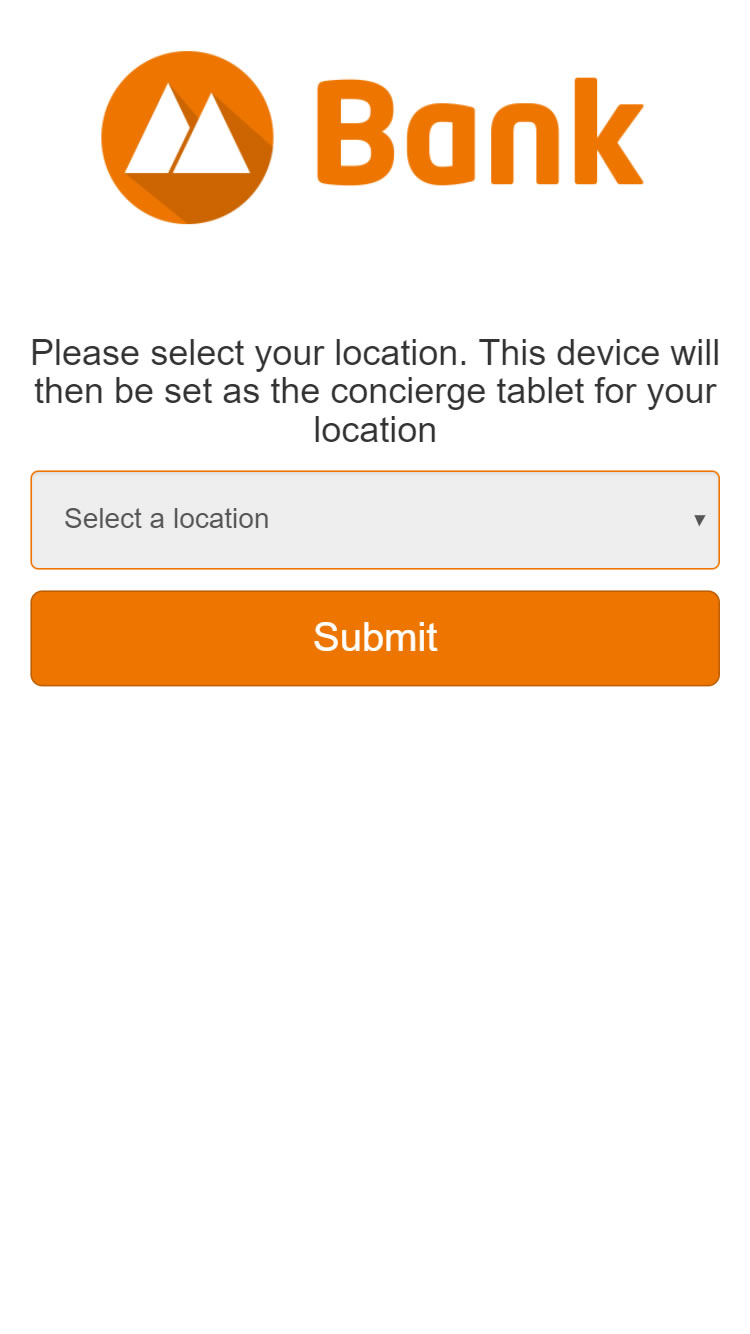 Bank
Please select your location. This device will
then be set as the concierge tablet for your
location
Select a location
Submit